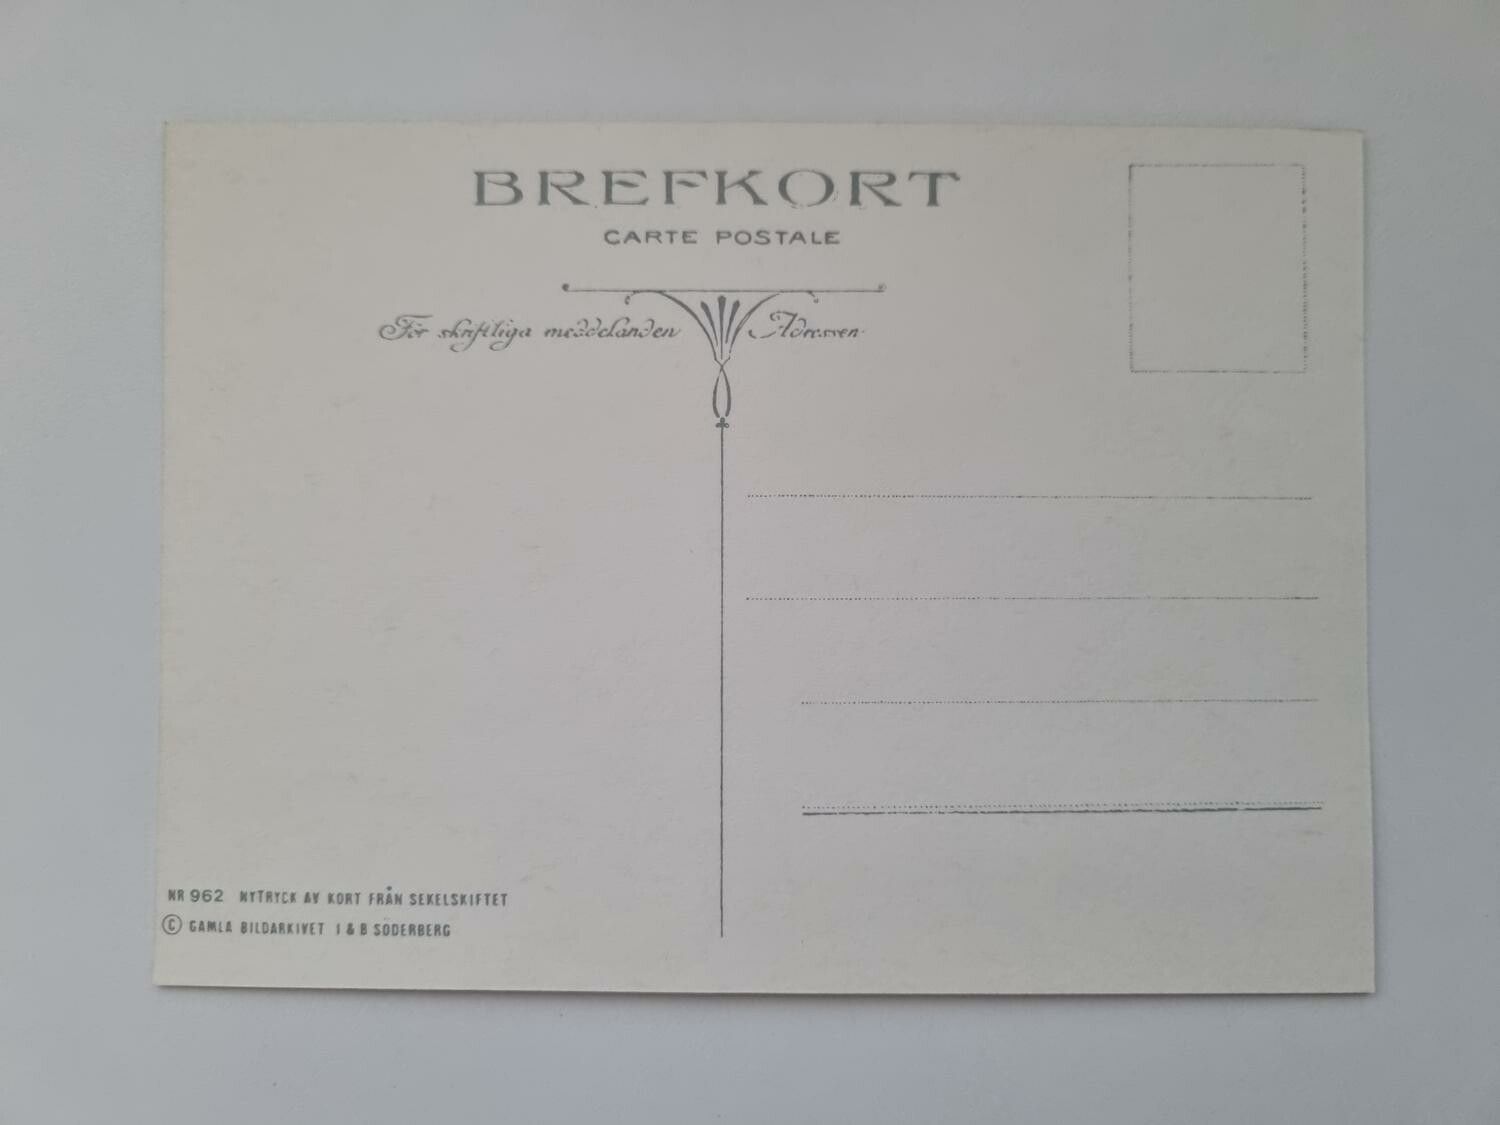 BREFKORT
CARTE POSTALE
För skriftliga meddelanden Adressen
NR 962 NYTRYCK AV KORT FRÅN SEKELSKIFTET
© GAMLA BILDARKIVET I & B SÖDERBERG